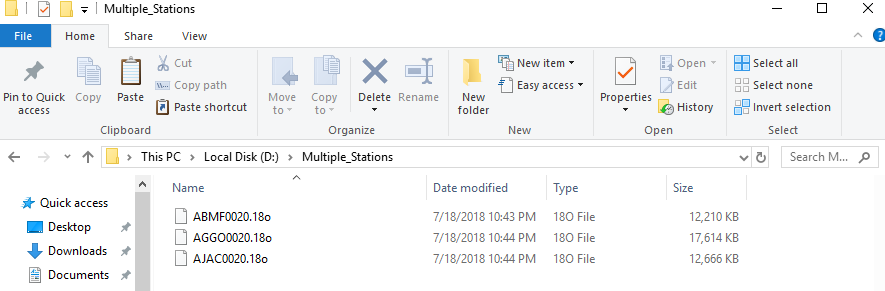 Multiple_Stations
File Home Share View
Pin to Quick access
Copy
Paste
Cut
Copy path
Paste shortcut
Clipboard
Move to
Copy to
Delete
Rename
Organize
New folder
New item
Easy access
New
Properties
Open
Edit
History
Open
Select all
Select none
Invert selection
Select
This PC > Local Disk (D:) > Multiple_Stations
Search M...
Quick access
Desktop
Downloads
Documents
Name Date modified Type Size
ABMF0020.18o 7/18/2018 10:43 PM 18O File 12,210 KB
AGGO0020.18o 7/18/2018 10:44 PM 18O File 17,614 KB
AJAC0020.18o 7/18/2018 10:44 PM 18O File 12,666 KB